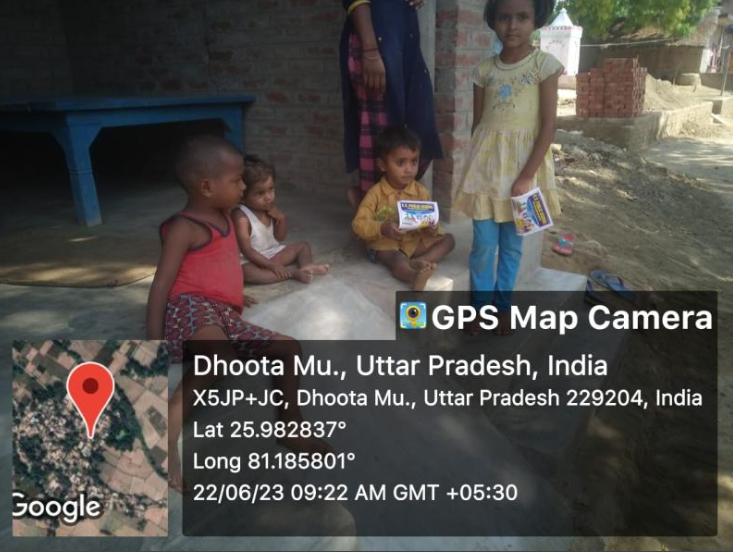 GPS Map Camera
Dhoota Mu., Uttar Pradesh, India
X5JP+JC, Dhoota Mu., Uttar Pradesh 229204, India
Lat 25.982837°
Long 81.185801°
22/06/23 09:22 AM GMT +05:30
Google